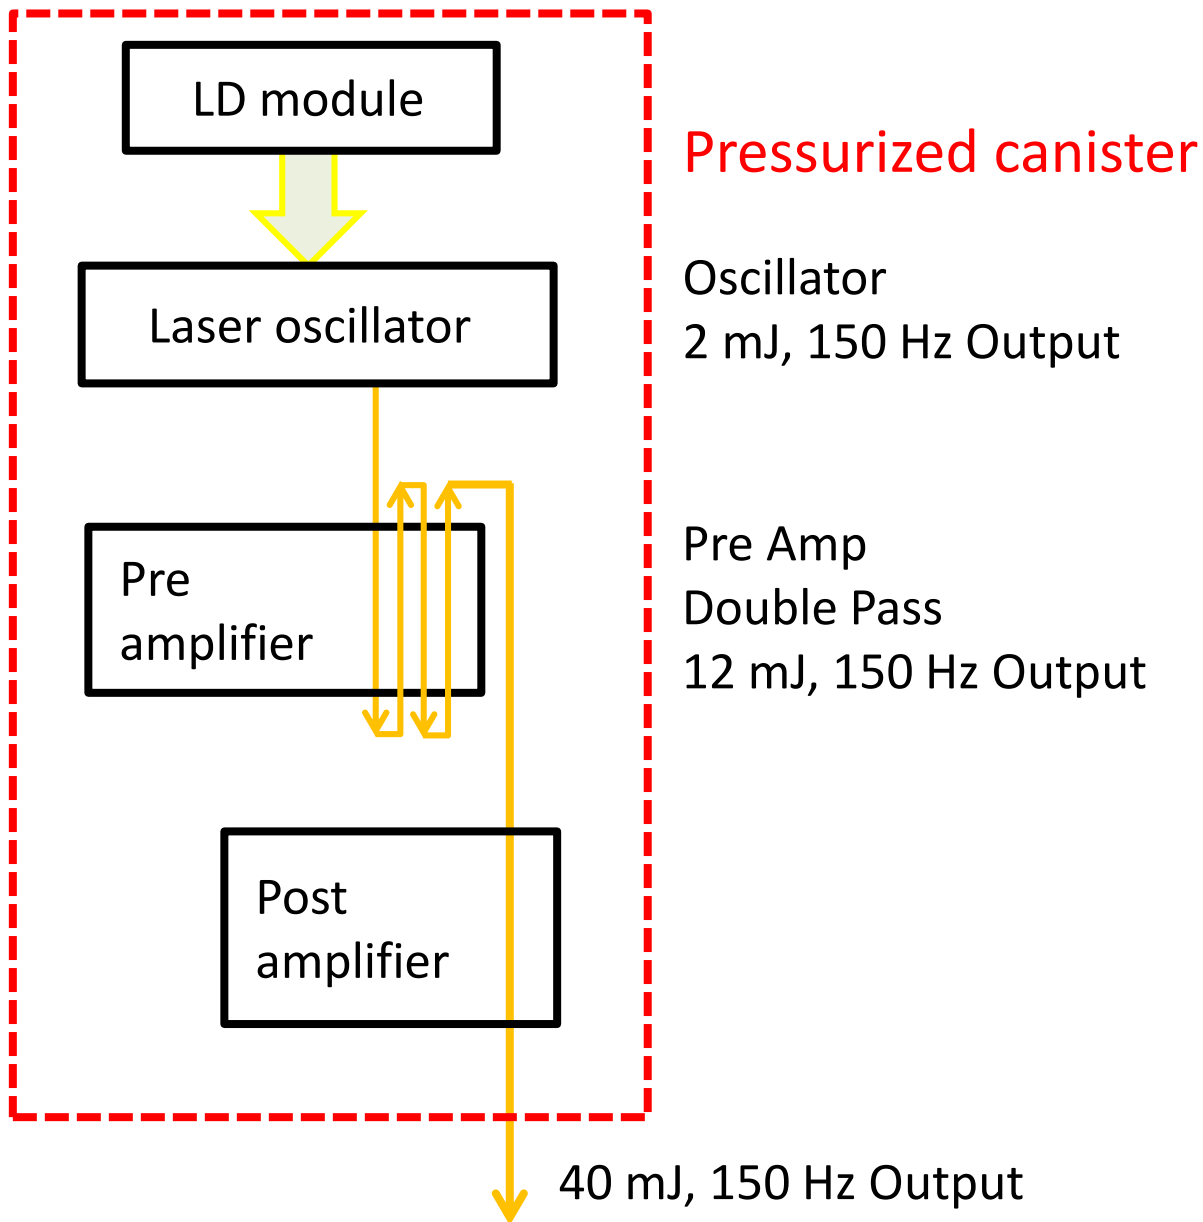 LD module
Pressurized canister
Laser oscillator
Oscillator
2 mJ, 150 Hz Output
Pre
amplifier
Pre Amp
Double Pass
12 mJ, 150 Hz Output
Post
amplifier
40 mJ, 150 Hz Output